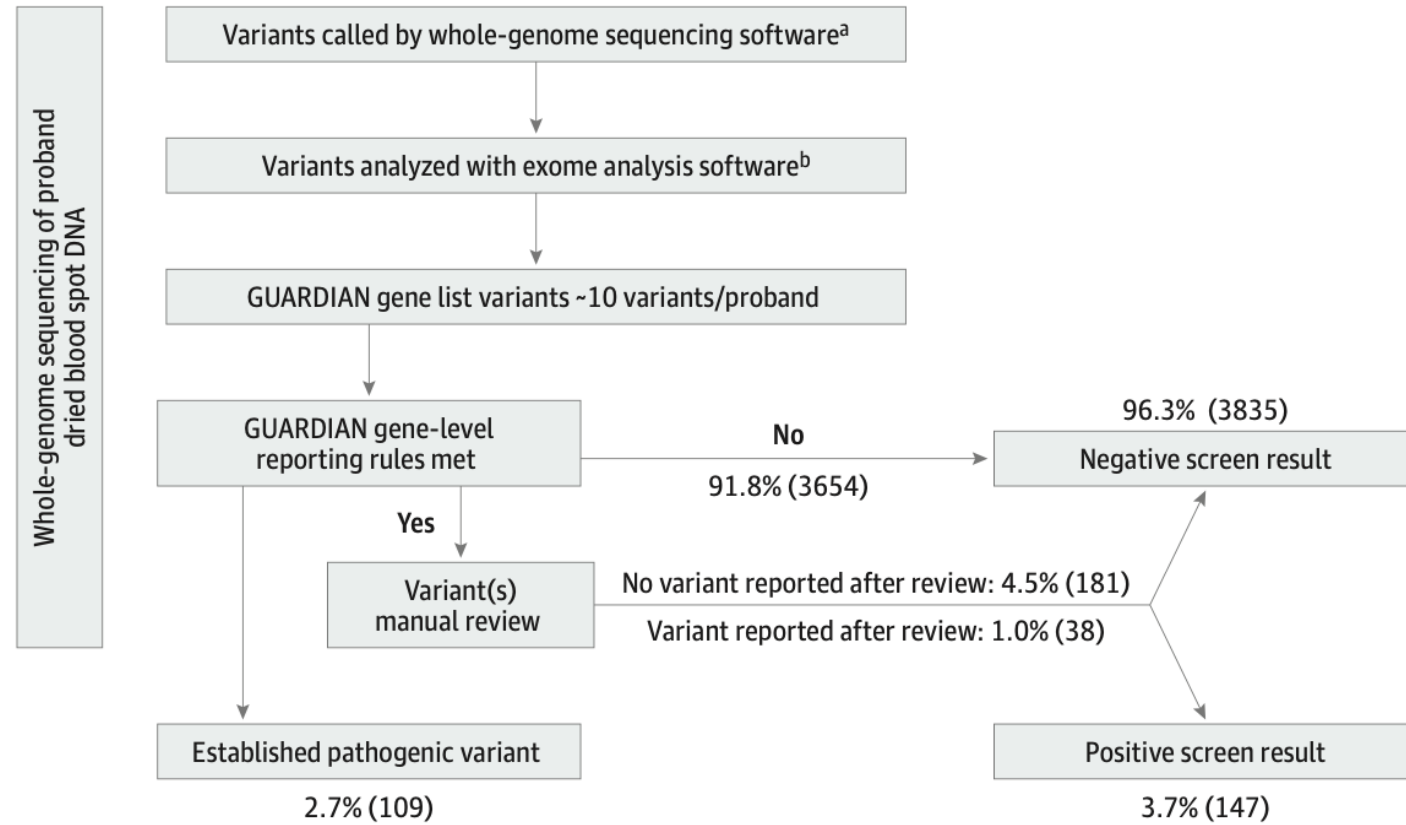 Whole-genome sequencing of proband
dried blood spot DNA
Variants called by whole-genome sequencing softwareᵃ
Variants analyzed with exome analysis softwareᵇ
GUARDIAN gene list variants ~10 variants/proband
GUARDIAN gene-level
reporting rules met
No
91.8% (3654)
96.3% (3835)
Negative screen result
Yes
Variant(s)
manual review
No variant reported after review: 4.5% (181)
Variant reported after review: 1.0% (38)
Established pathogenic variant
2.7% (109)
Positive screen result
3.7% (147)